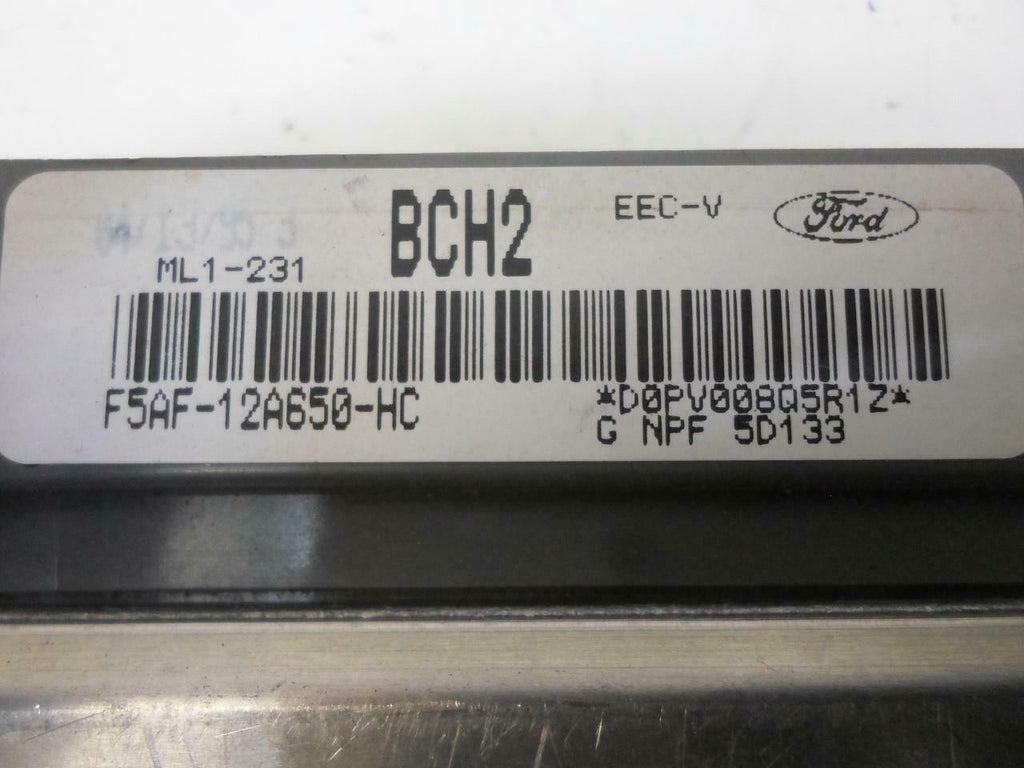 BCH2 EEC-V Ford
ML1-231
F5AF-12A650-HC *D0PV008Q5R1Z*
G NPF 5D133